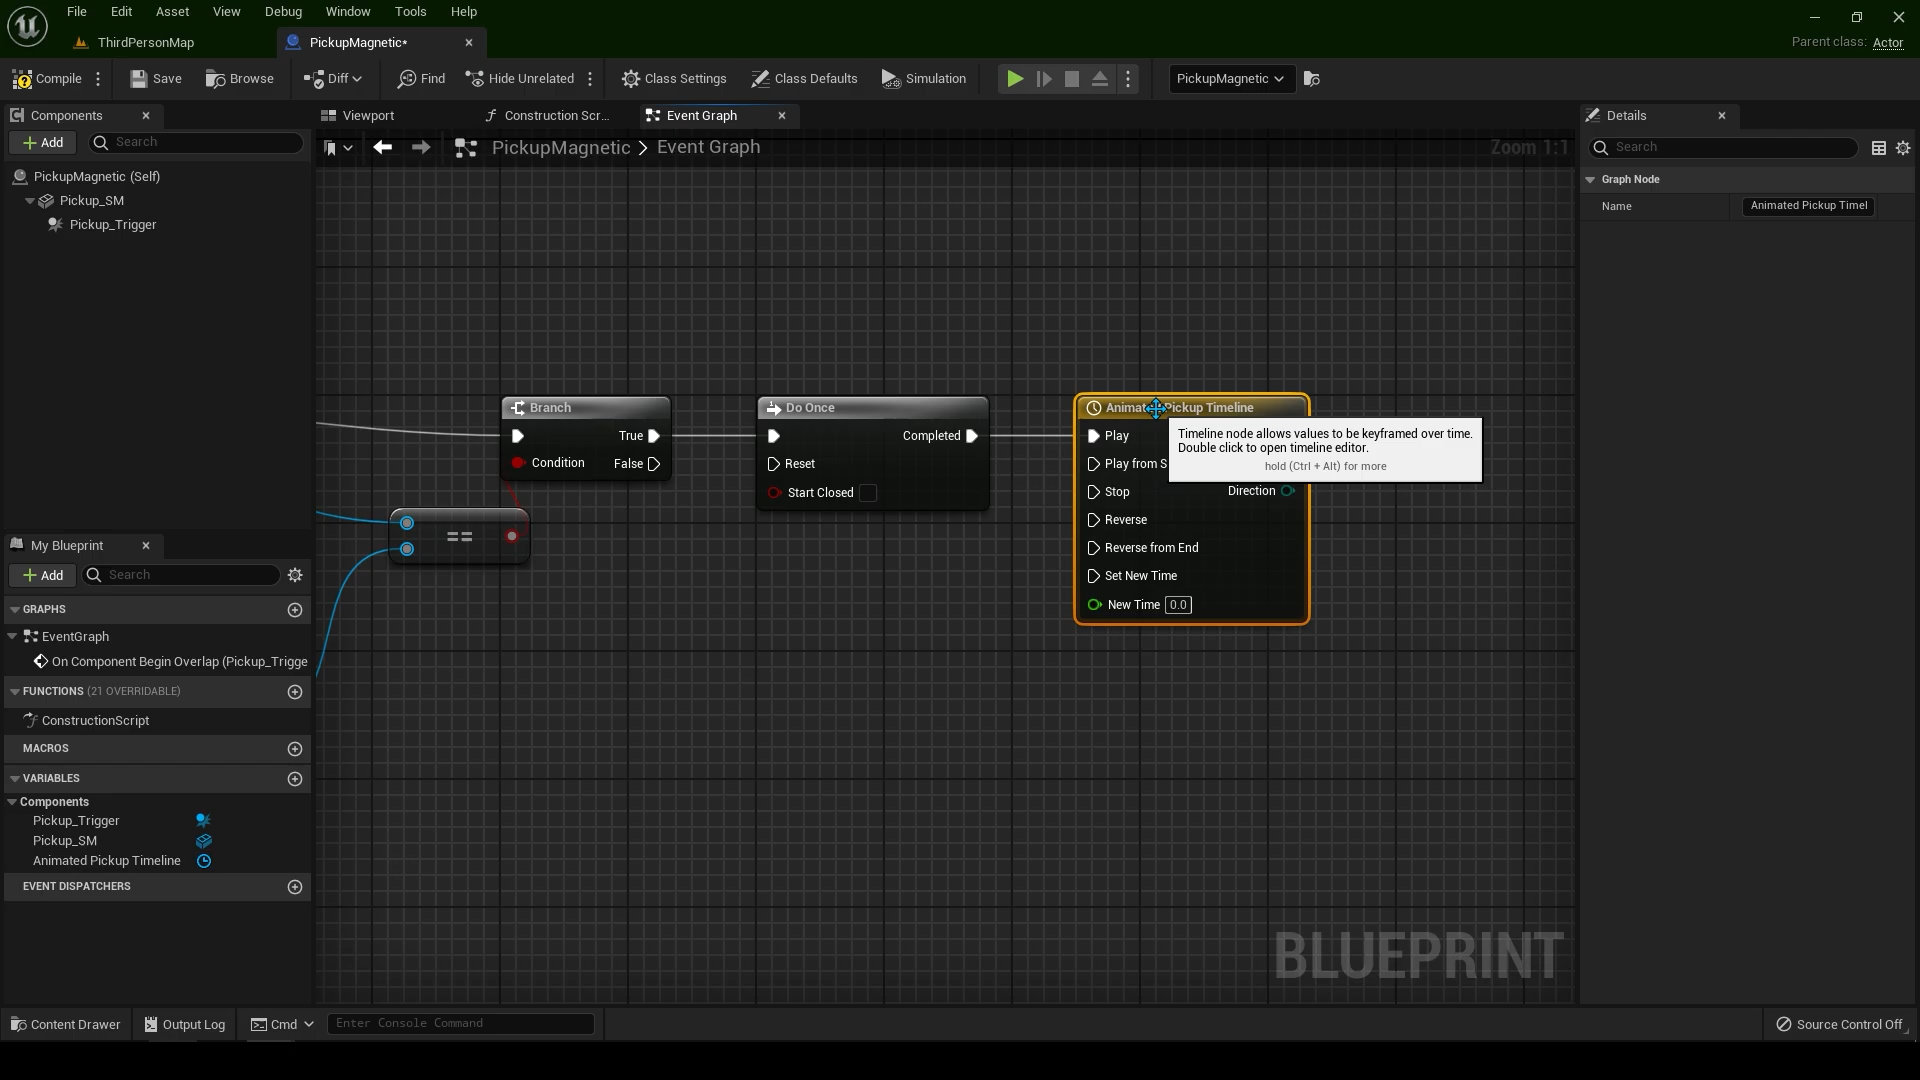 File Edit Asset View Debug Window Tools Help
ThirdPersonMap
PickupMagnetic*
Parent class: Actor
Compile
Save
Browse
Diff
Find
Hide Unrelated
Class Settings
Class Defaults
Simulation
PickupMagnetic
Components
Add
Search
PickupMagnetic (Self)
Pickup_SM
Pickup_Trigger
Viewport
Construction Scr...
Event Graph
PickupMagnetic > Event Graph
Zoom 1:1
Branch
True
Condition
False
==
Do Once
Completed
Reset
Start Closed
Pickup Timeline
Play
Stop
Direction
Reverse
Reverse from End
Set New Time
New Time 0.0
Timeline node allows values to be keyframed over time.
Double click to open timeline editor.
hold (Ctrl + Alt) for more
BLUEPRINT
Details
Search
Graph Node
Name
Animated Pickup Timel
My Blueprint
Add
Search
GRAPHS
EventGraph
On Component Begin Overlap (Pickup_Trigge
FUNCTIONS (21 OVERRIDABLE)
ConstructionScript
MACROS
VARIABLES
Components
Pickup_Trigger
Pickup_SM
Animated Pickup Timeline
EVENT DISPATCHERS
Content Drawer
Output Log
Cmd
Enter Console Command
Source Control Off